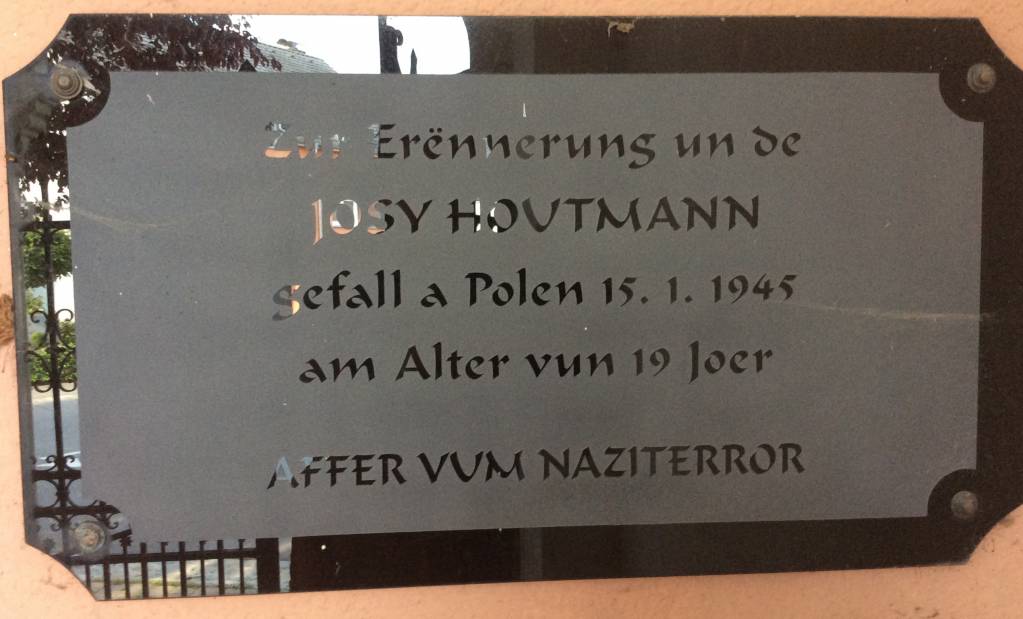 Zur Erënnerung un de
JOSY HOUTMANN
gefall a Polen 15. 1. 1945
am Alter vun 19 Joer
AFFER VUM NAZITERROR